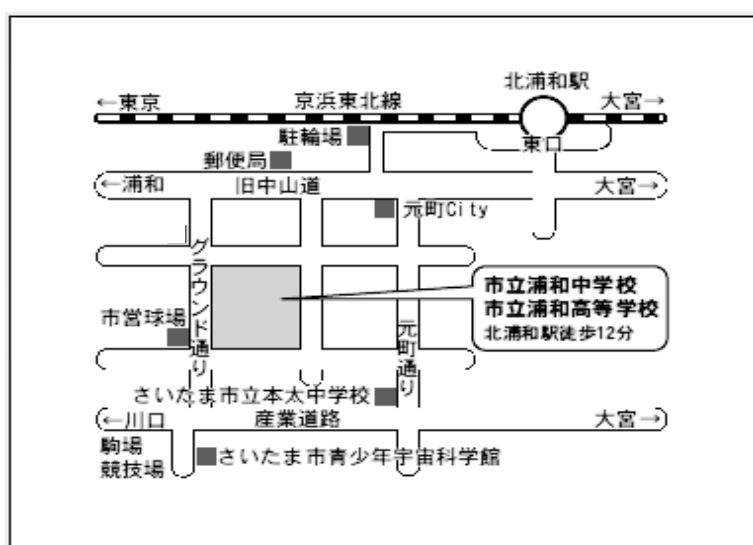 北浦和駅
←東京
京浜東北線
大宮→
駐輪場
東口
郵便局
←浦和
旧中山道
大宮→
元町City
グラウンド通り
市立浦和中学校
市立浦和高等学校
北浦和駅徒歩12分
市営球場
元町通り
さいたま市立本太中学校
←川口
産業道路
大宮→
駒場
競技場
さいたま市青少年宇宙科学館